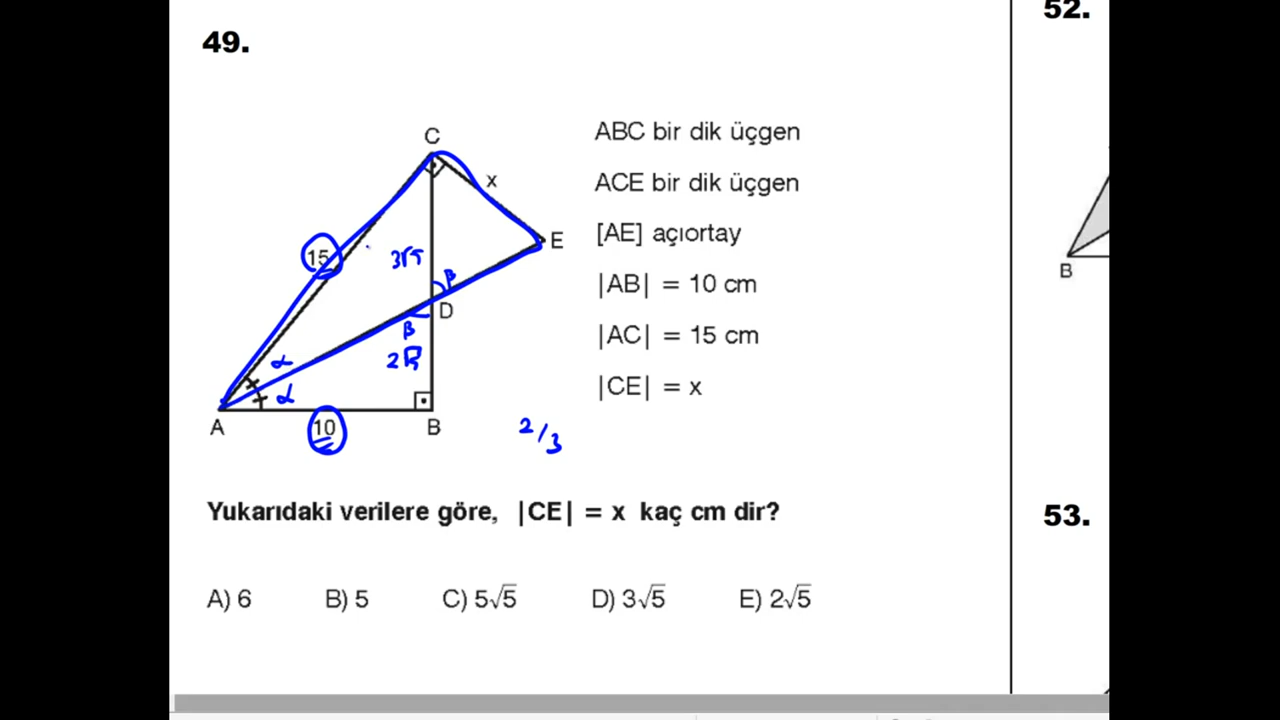 49.
52.
C
x
ABC bir dik üçgen
ACE bir dik üçgen
E
[AE] açıortay
15
3√5
β
|AB| = 10 cm
D
β
2√5
|AC| = 15 cm
α
α
|CE| = x
A
10
B
2/3
B
Yukarıdaki verilere göre, |CE| = x kaç cm dir?
53.
A) 6 B) 5 C) 5√5 D) 3√5 E) 2√5